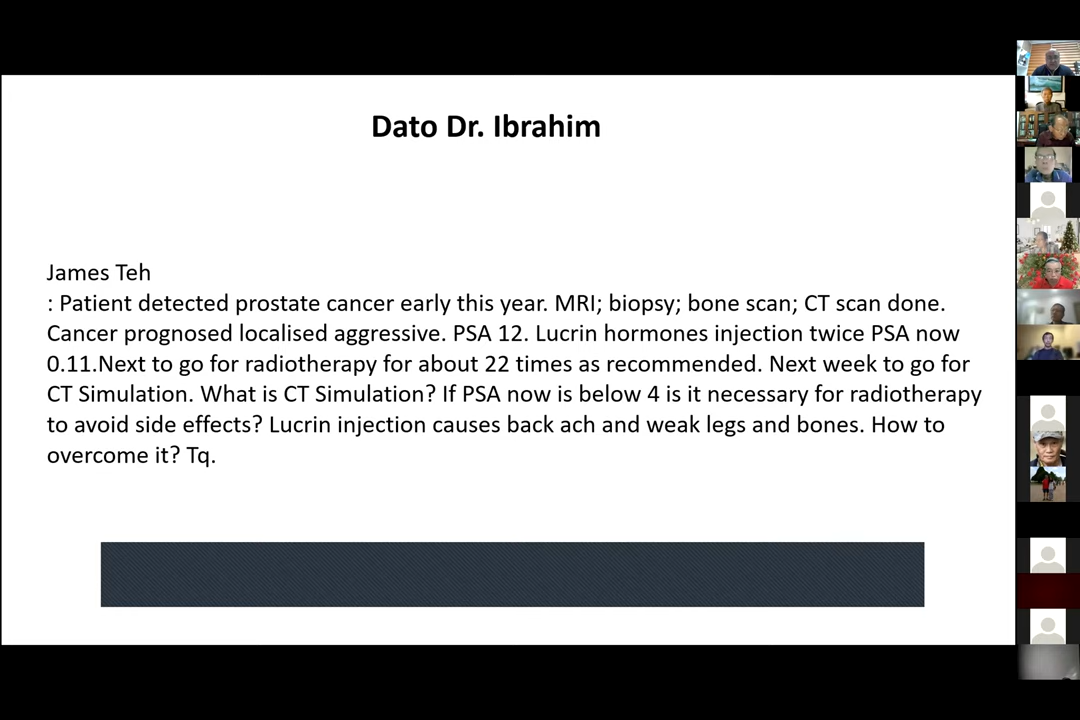 Dato Dr. Ibrahim
James Teh
: Patient detected prostate cancer early this year. MRI; biopsy; bone scan; CT scan done.
Cancer prognosed localised aggressive. PSA 12. Lucrin hormones injection twice PSA now
0.11.Next to go for radiotherapy for about 22 times as recommended. Next week to go for
CT Simulation. What is CT Simulation? If PSA now is below 4 is it necessary for radiotherapy
to avoid side effects? Lucrin injection causes back ach and weak legs and bones. How to
overcome it? Tq.